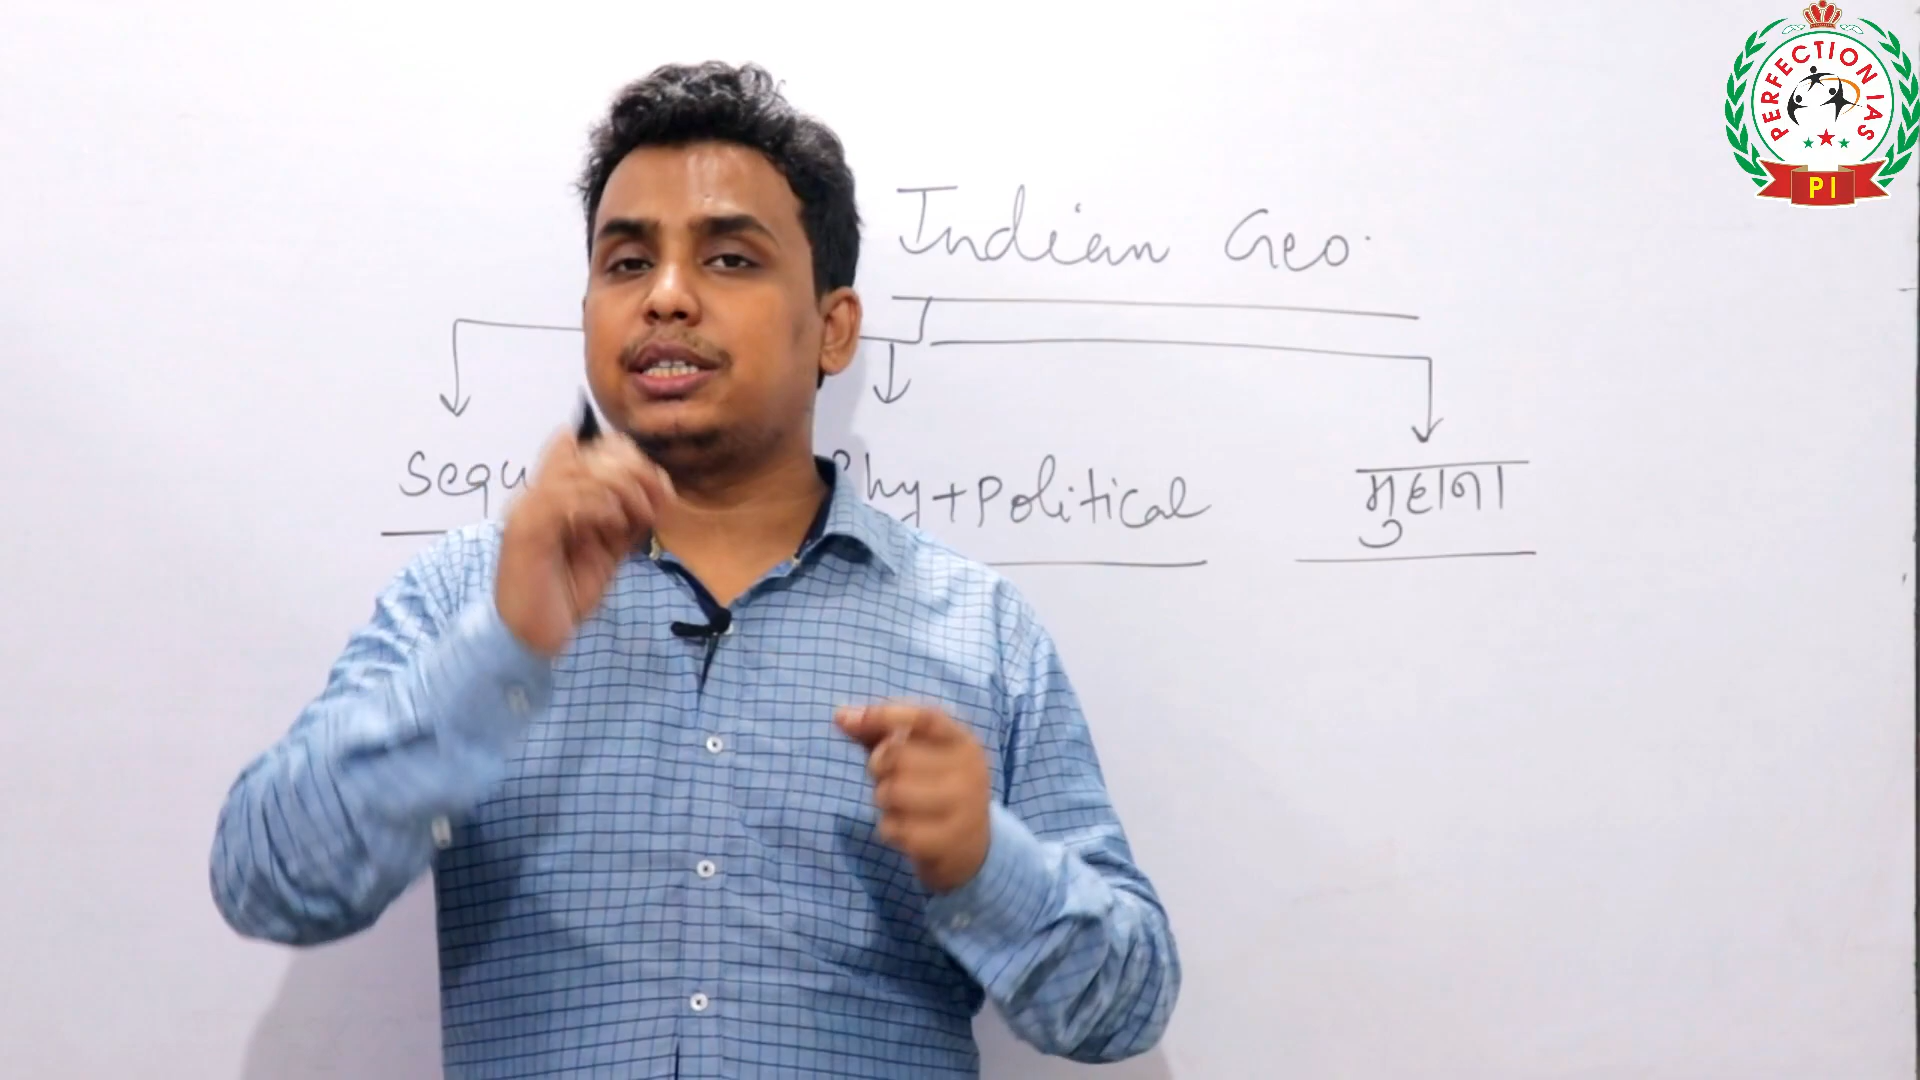 PERFECTION IAS
PI
Indian Geo.
Phy + Political
मुहाना